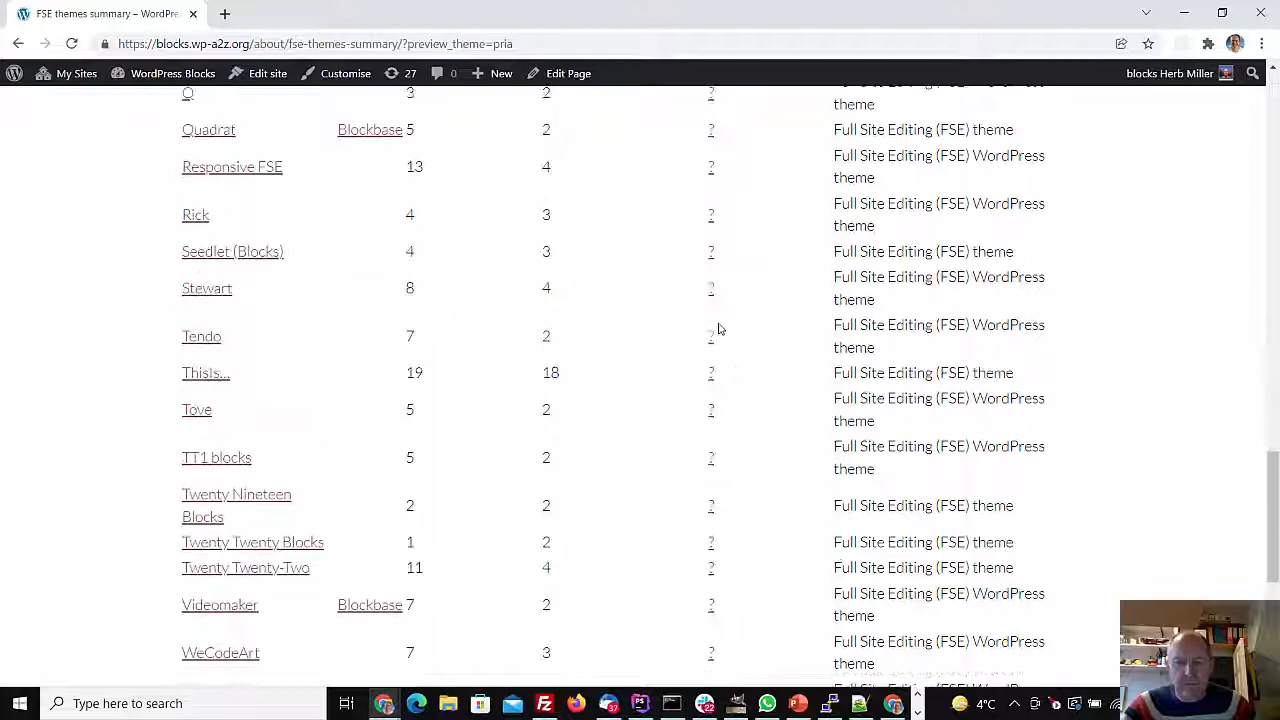 FSE themes summary – WordPre
https://blocks.wp-a2z.org/about/fse-themes-summary/?preview_theme=pria
My Sites WordPress Blocks Edit site Customise 27 0 New Edit Page blocks Herb Miller
Q 3 2 ? theme
Quadrat Blockbase 5 2 ? Full Site Editing (FSE) theme
Responsive FSE 13 4 ? Full Site Editing (FSE) WordPress
theme
Rick 4 3 ? Full Site Editing (FSE) WordPress
theme
Seedlet (Blocks) 4 3 ? Full Site Editing (FSE) theme
Stewart 8 4 ? Full Site Editing (FSE) WordPress
theme
Tendo 7 2 ? Full Site Editing (FSE) WordPress
theme
ThisIs... 19 18 ? Full Site Editing (FSE) theme
Tove 5 2 ? Full Site Editing (FSE) WordPress
theme
TT1 blocks 5 2 ? Full Site Editing (FSE) WordPress
theme
Twenty Nineteen
Blocks 2 2 ? Full Site Editing (FSE) theme
Twenty Twenty Blocks 1 2 ? Full Site Editing (FSE) theme
Twenty Twenty-Two 11 4 ? Full Site Editing (FSE) theme
Videomaker Blockbase 7 2 ? Full Site Editing (FSE) WordPress
theme
WeCodeArt 7 3 ? Full Site Editing (FSE) WordPress
theme
Type here to search 37 22 4°C